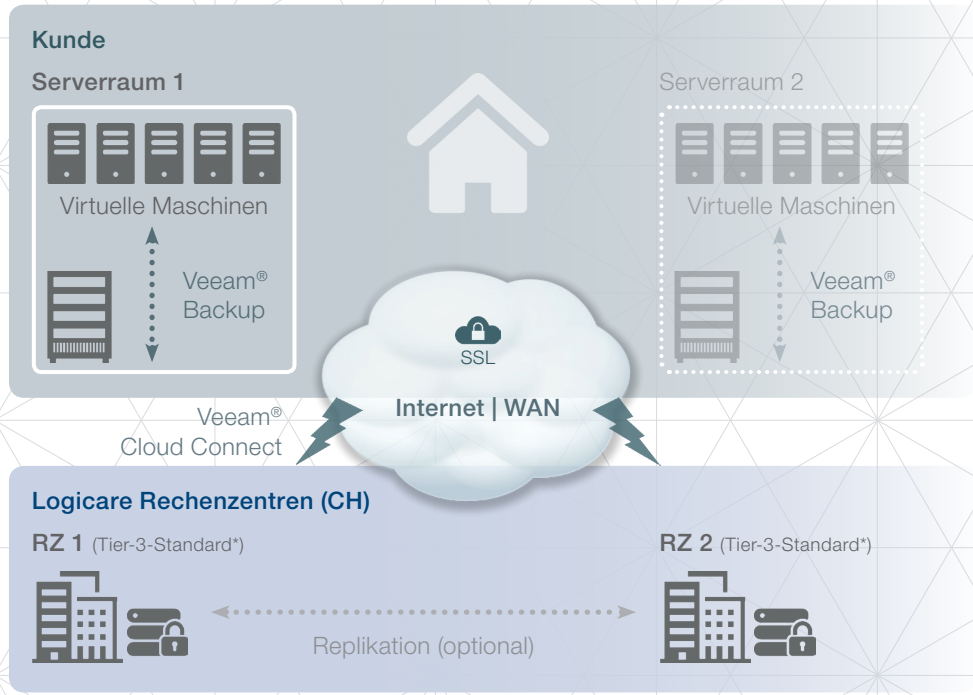 Kunde
Serverraum 1
Serverraum 2
Virtuelle Maschinen
Virtuelle Maschinen
Veeam®
Backup
Veeam®
Backup
SSL
Internet | WAN
Veeam®
Cloud Connect
Logicare Rechenzentren (CH)
RZ 1 (Tier-3-Standard*)
RZ 2 (Tier-3-Standard*)
Replikation (optional)